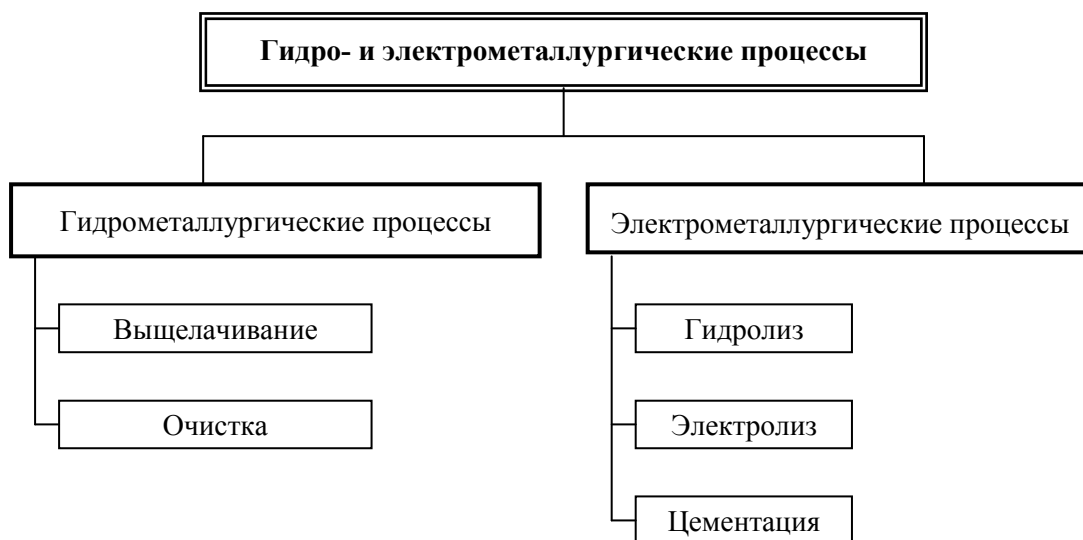 Гидро- и электрометаллургические процессы
Гидрометаллургические процессы
Электрометаллургические процессы
Выщелачивание
Очистка
Гидролиз
Электролиз
Цементация